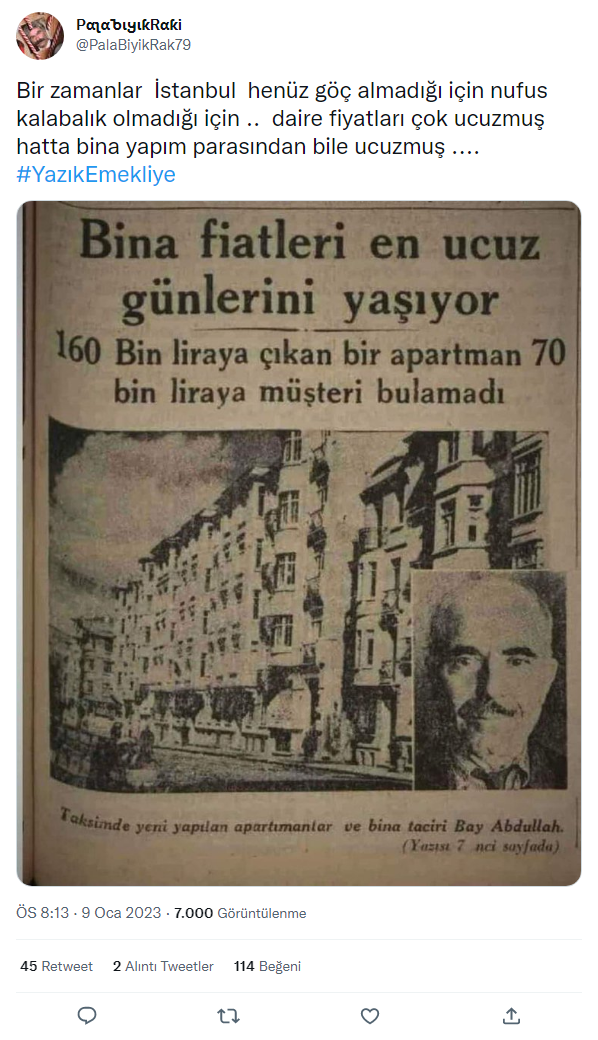 PαʅαƄιყιƙRαƙι
@PalaBiyikRak79
Bir zamanlar İstanbul henüz göç almadığı için nufus
kalabalık olmadığı için .. daire fiyatları çok ucuzmuş
hatta bina yapım parasından bile ucuzmuş ....
#YazıkEmekliye
Bina fiatleri en ucuz
günlerini yaşıyor
160 Bin liraya çıkan bir apartman 70
bin liraya müşteri bulamadı
Taksimde yeni yapılan apartımanlar ve bina taciri Bay Abdullah.
(Yazısı 7 nci sayfada)
ÖS 8:13 · 9 Oca 2023 · 7.000 Görüntülenme
45 Retweet 2 Alıntı Tweetler 114 Beğeni